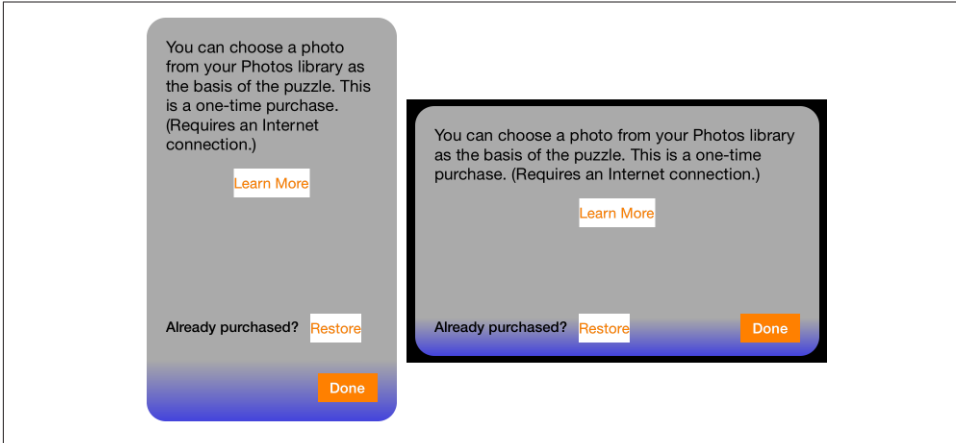 You can choose a photo
from your Photos library as
the basis of the puzzle. This
is a one-time purchase.
(Requires an Internet
connection.)
Learn More
Already purchased? Restore
Done
You can choose a photo from your Photos library
as the basis of the puzzle. This is a one-time
purchase. (Requires an Internet connection.)
Learn More
Already purchased? Restore Done